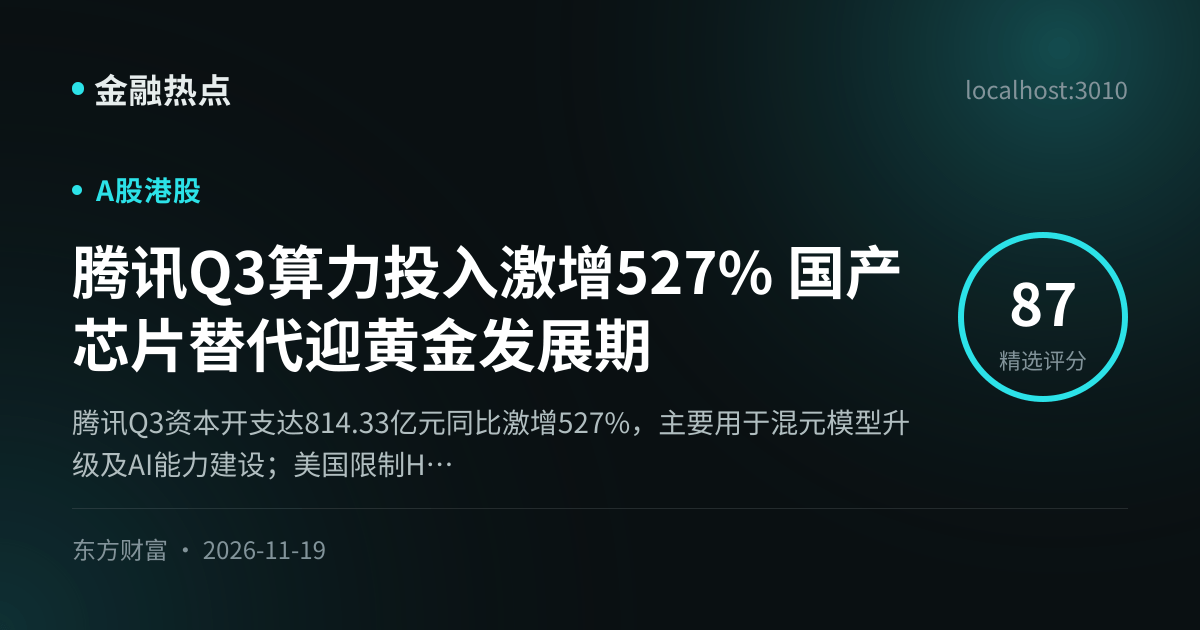 金融热点
localhost:3010
A股港股
腾讯Q3算力投入激增527% 国产
芯片替代迎黄金发展期
87
精选评分
腾讯Q3资本开支达814.33亿元同比激增527%，主要用于混元模型升
级及AI能力建设；美国限制H…
东方财富 · 2026-11-19